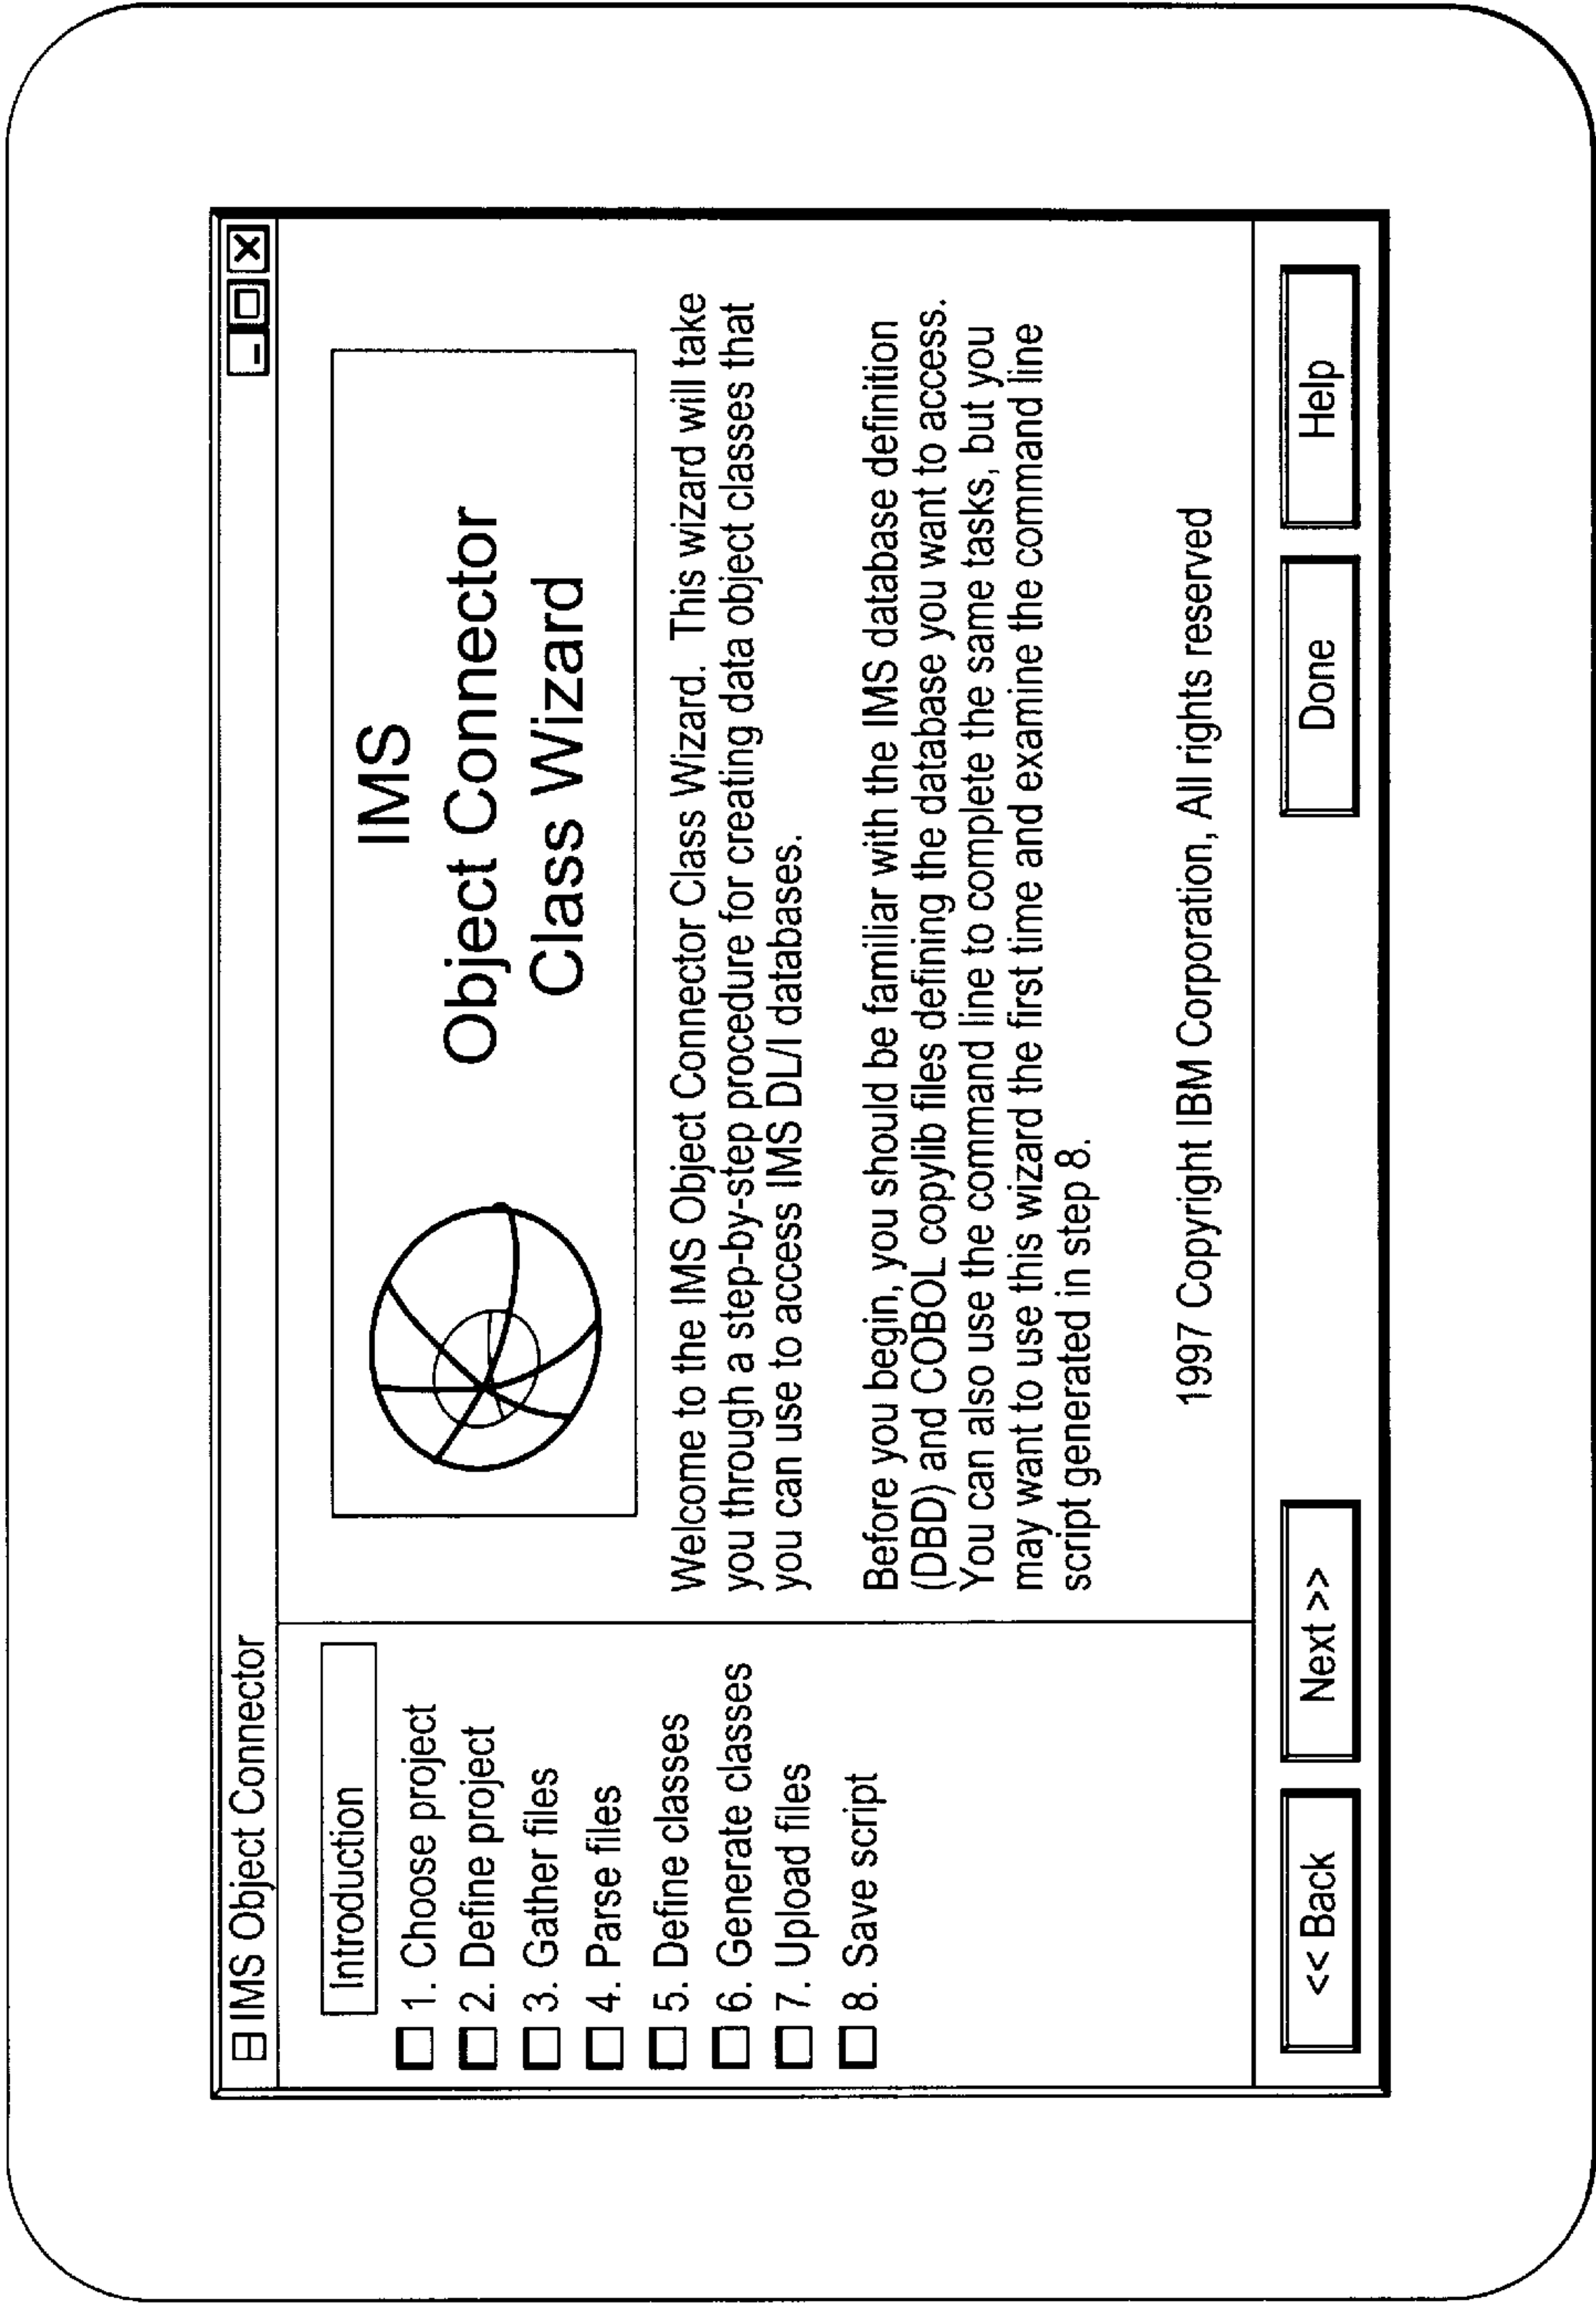 IMS Object Connector
Introduction
1. Choose project
2. Define project
3. Gather files
4. Parse files
5. Define classes
6. Generate classes
7. Upload files
8. Save script
IMS
Object Connector
Class Wizard
Welcome to the IMS Object Connector Class Wizard. This wizard will take
you through a step-by-step procedure for creating data object classes that
you can use to access IMS DL/I databases.
Before you begin, you should be familiar with the IMS database definition
(DBD) and COBOL copylib files defining the database you want to access.
You can also use the command line to complete the same tasks, but you
may want to use this wizard the first time and examine the command line
script generated in step 8.
1997 Copyright IBM Corporation, All rights reserved
<< Back
Next >>
Done
Help